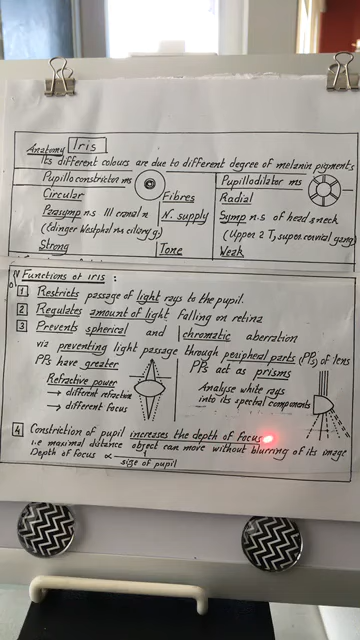 Anatomy Iris
Its different colours are due to different degree of melanin pigments
Pupilloconstrictor ms Pupillodilator ms
Circular Fibres Radial
Parasymp n.s III cranial n N. supply Symp n.s of head & neck
(Edinger Westphal ns ciliary g) (Upper 2 T, super. cervical gang)
Strong Tone Weak
Functions of iris :
1 Restricts passage of light rays to the pupil.
2 Regulates amount of light falling on retina
3 Prevents spherical and chromatic aberration
via preventing light passage through peripheral parts (PPs) of lens
PPs have greater PPs act as prisms
Refractive power Analyse white rays
→ different refractive into its spectral components
→ different focus
4 Constriction of pupil increases the depth of focus
i.e maximal distance object can move without blurring of its image
Depth of focus ∝ 1
size of pupil